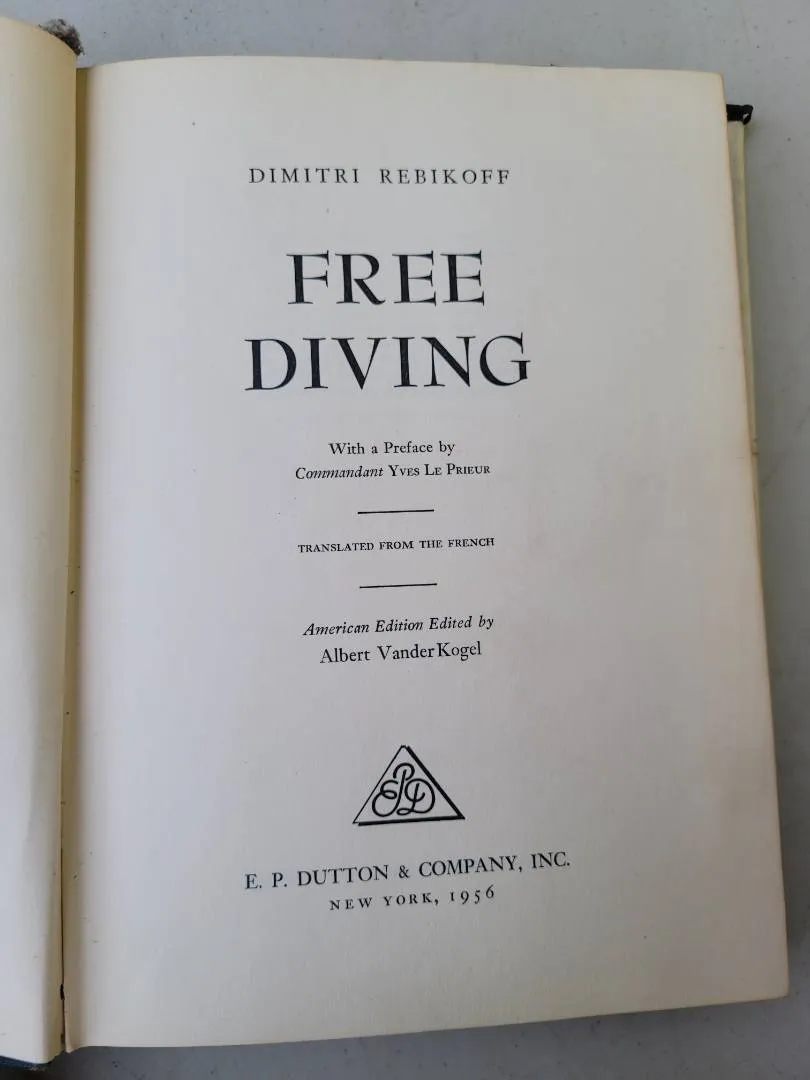 DIMITRI REBIKOFF
FREE
DIVING
With a Preface by
Commandant YVES LE PRIEUR
TRANSLATED FROM THE FRENCH
American Edition Edited by
Albert VanderKogel
EPD
E. P. DUTTON & COMPANY, INC.
NEW YORK, 1956